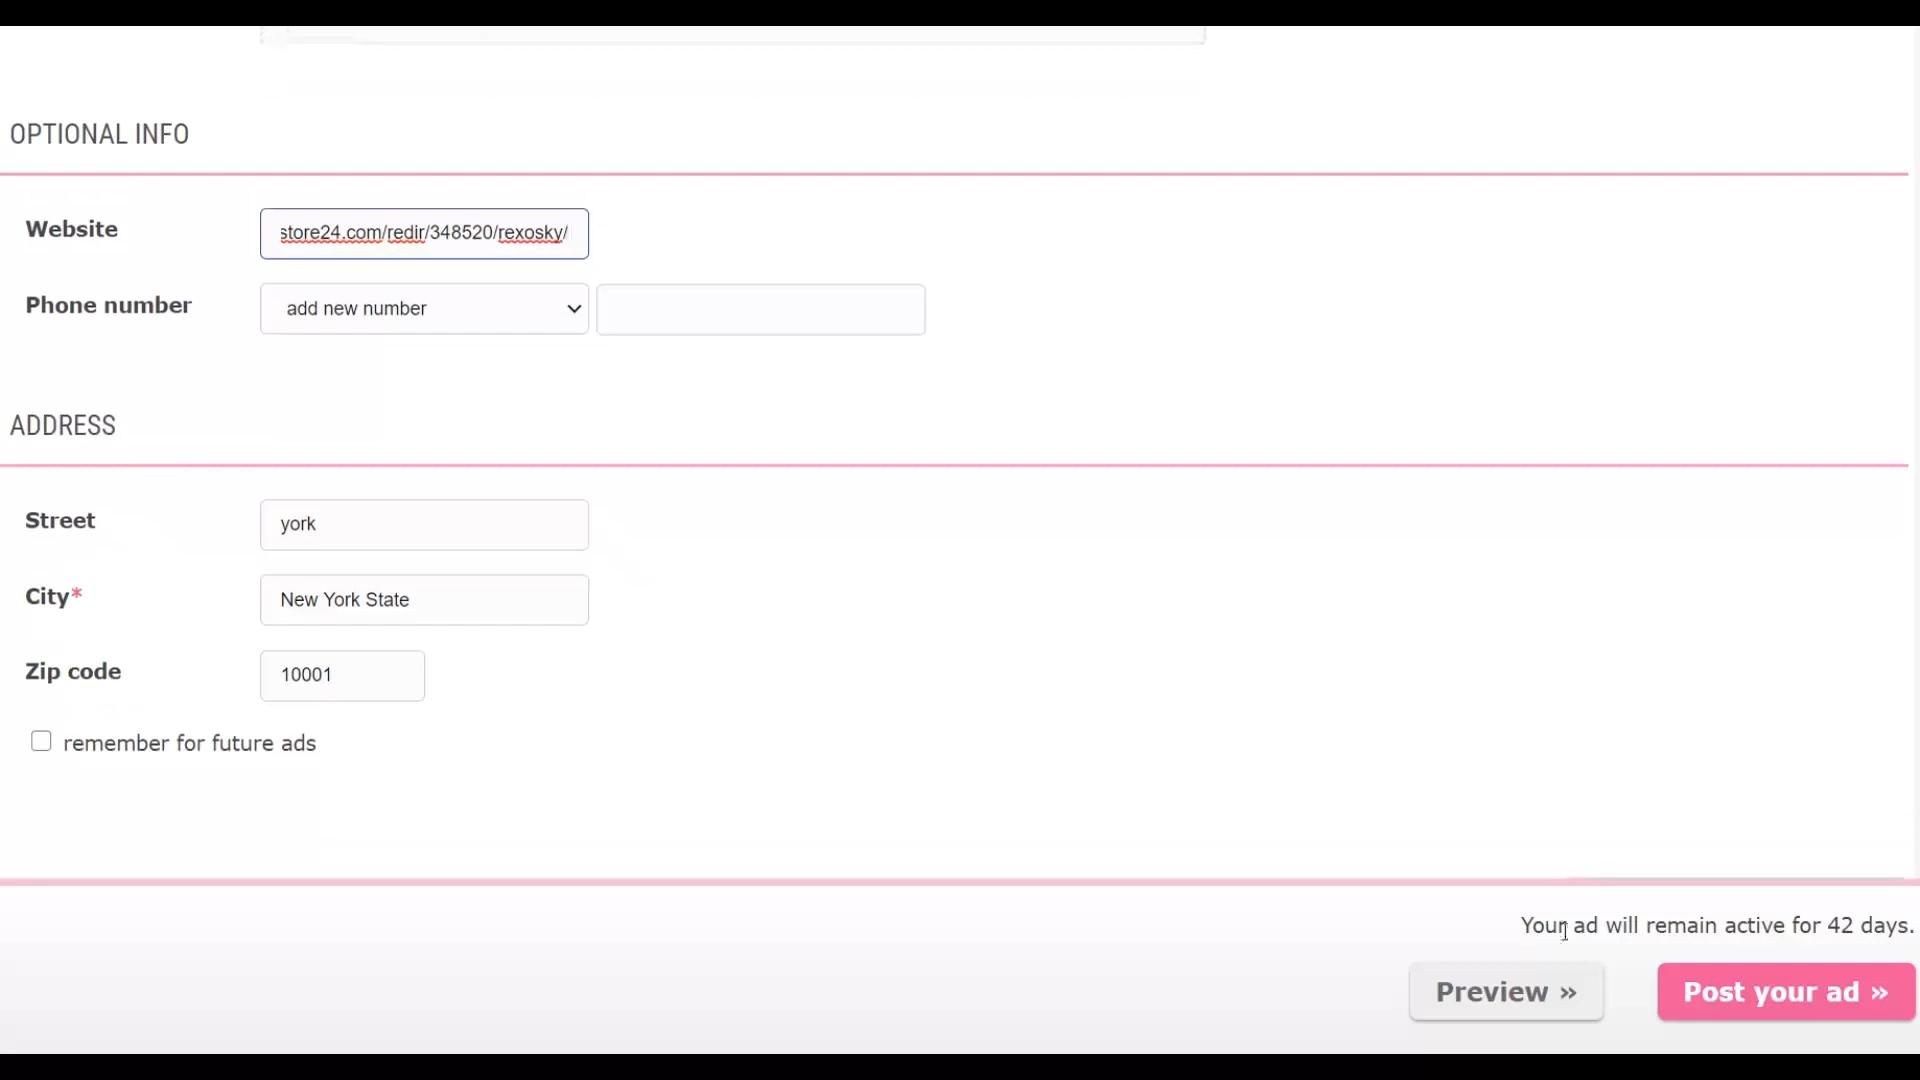 OPTIONAL INFO
Website
store24.com/redir/348520/rexosky/
Phone number
add new number
ADDRESS
Street
york
City*
New York State
Zip code
10001
remember for future ads
Your ad will remain active for 42 days.
Preview »
Post your ad »